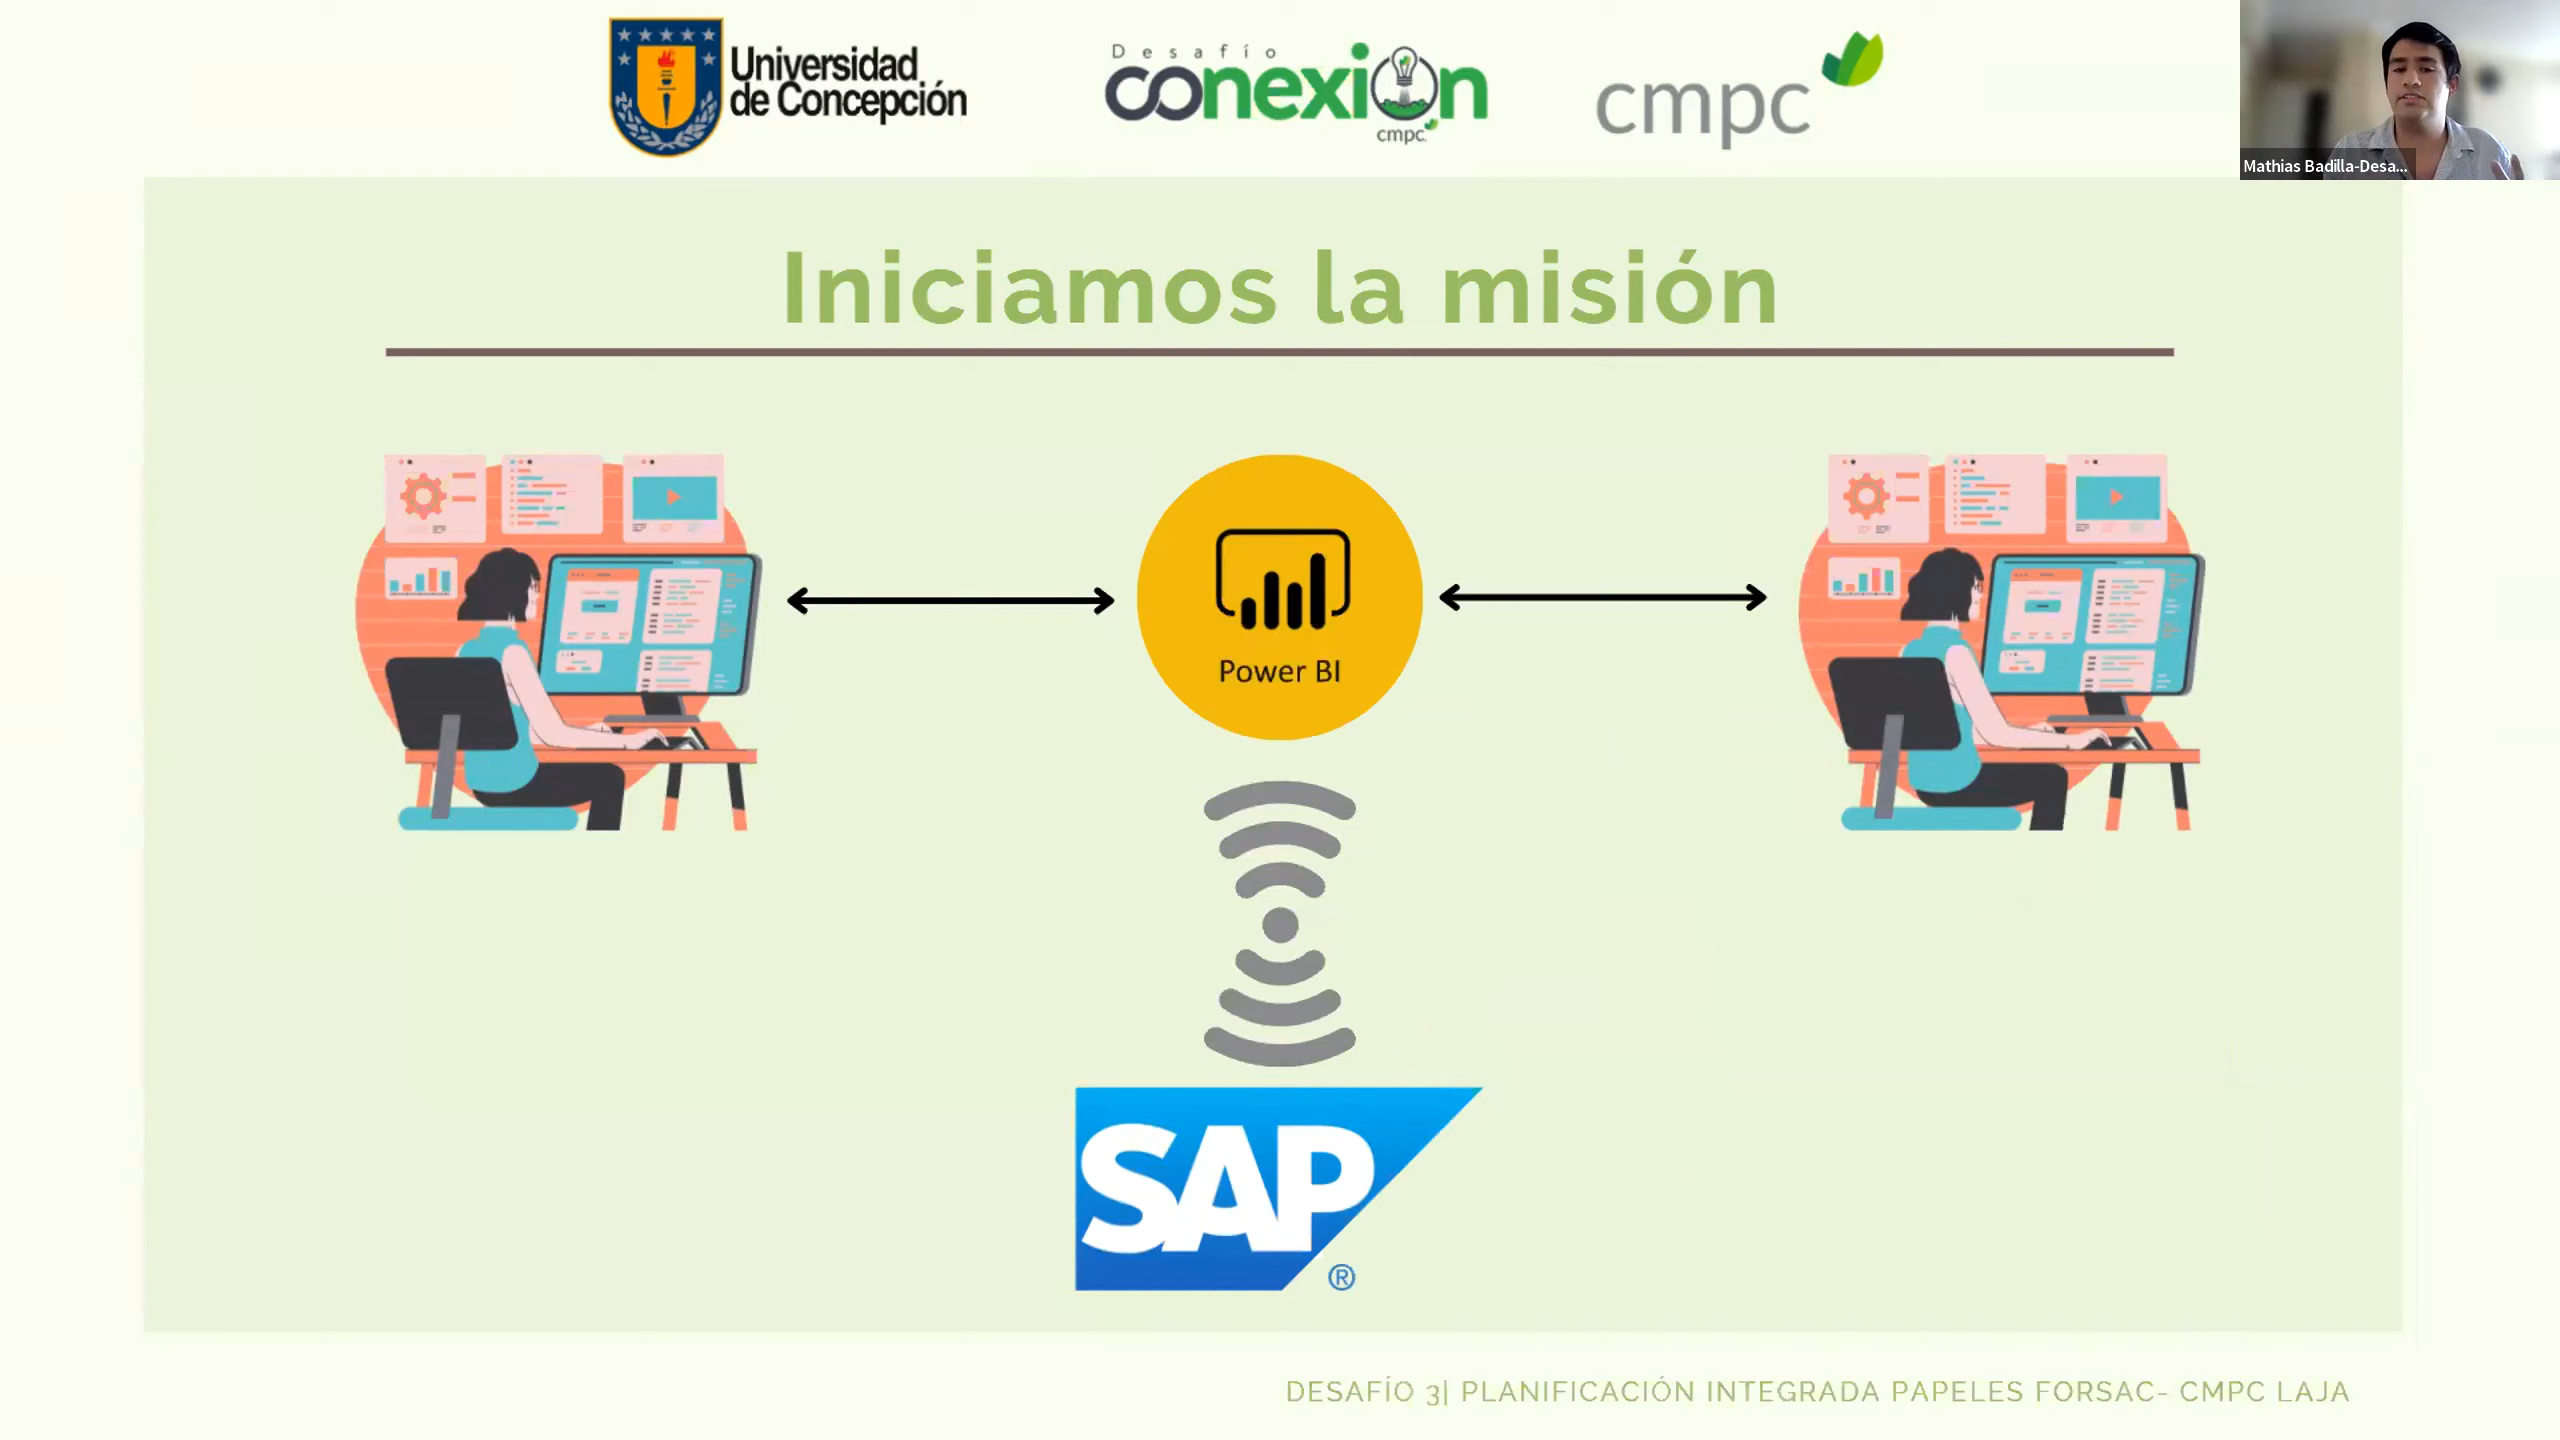 Universidad
de Concepción
Desafío
conexión
cmpc
cmpc
Mathias Badilla-Desa...
Iniciamos la misión
Power BI
SAP
®
DESAFÍO 3| PLANIFICACIÓN INTEGRADA PAPELES FORSAC- CMPC LAJA